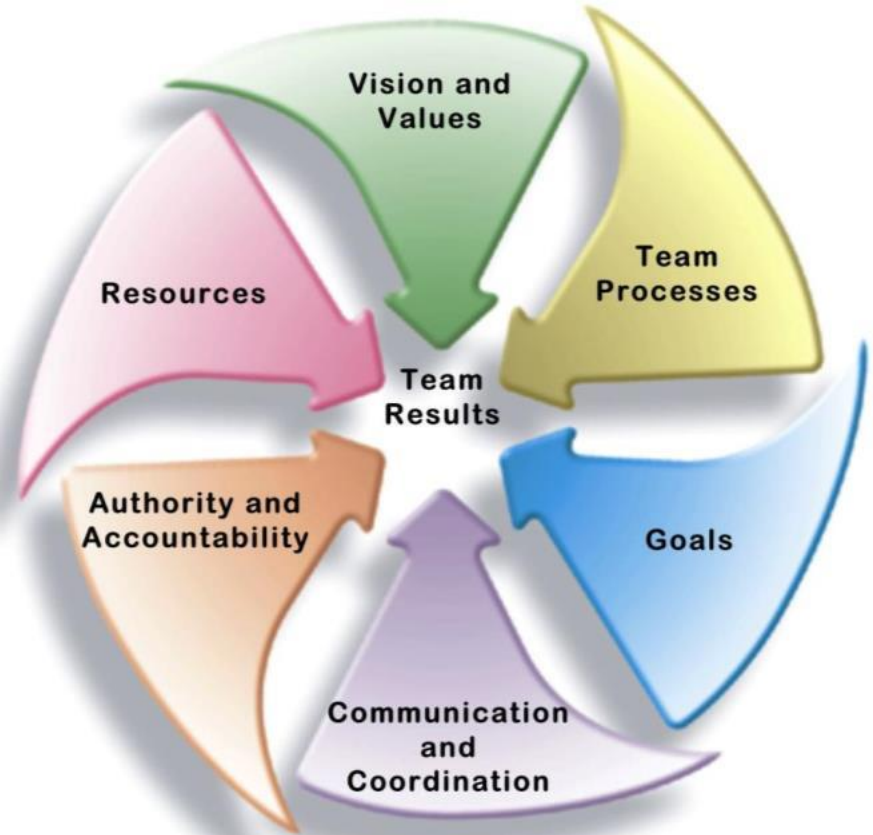 Vision and
Values
Team
Processes
Resources
Team
Results
Authority and
Accountability
Goals
Communication
and
Coordination